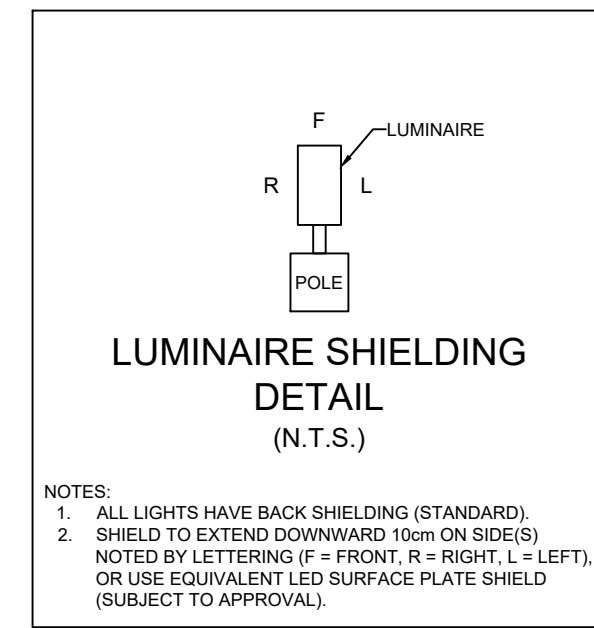 F
LUMINAIRE
R L
POLE
LUMINAIRE SHIELDING
DETAIL
(N.T.S.)
NOTES:
1. ALL LIGHTS HAVE BACK SHIELDING (STANDARD).
2. SHIELD TO EXTEND DOWNWARD 10cm ON SIDE(S)
NOTED BY LETTERING (F = FRONT, R = RIGHT, L = LEFT),
OR USE EQUIVALENT LED SURFACE PLATE SHIELD
(SUBJECT TO APPROVAL).